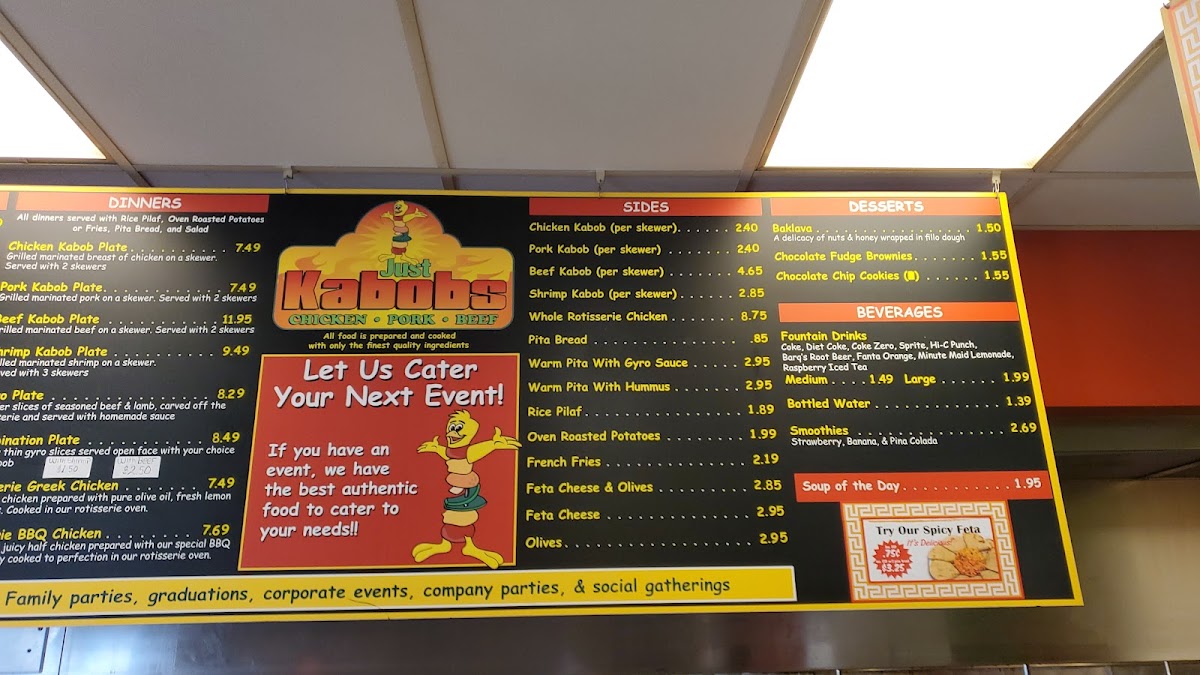 DINNERS
All dinners served with Rice Pilaf, Oven Roasted Potatoes
or Fries, Pita Bread, and Salad
Chicken Kabob Plate . . . . . . . . . . . . . 7.49
Grilled marinated breast of chicken on a skewer.
Served with 2 skewers
Pork Kabob Plate. . . . . . . . . . . . . . . . 7.49
Grilled marinated pork on a skewer. Served with 2 skewers
Beef Kabob Plate . . . . . . . . . . . . . . . 11.95
rilled marinated beef on a skewer. Served with 2 skewers
hrimp Kabob Plate . . . . . . . . . . . . . . 9.49
lled marinated shrimp on a skewer.
ved with 3 skewers
o Plate . . . . . . . . . . . . . . . . . . . . 8.29
er slices of seasoned beef & lamb, carved off the
erie and served with homemade sauce
bination Plate . . . . . . . . . . . . . . . 8.49
thin gyro slices served open face with your choice
bob
$2.50
erie Greek Chicken . . . . . . . . . . 7.49
chicken prepared with pure olive oil, fresh lemon
. Cooked in our rotisserie oven.
ie BBQ Chicken . . . . . . . . . . . . 7.69
juicy half chicken prepared with our special BBQ
y cooked to perfection in our rotisserie oven.
Just
Kabobs
CHICKEN • PORK • BEEF
All food is prepared and cooked
with only the finest quality ingredients
Let Us Cater
Your Next Event!
If you have an
event, we have
the best authentic
food to cater to
your needs!!
SIDES
Chicken Kabob (per skewer). . . . . . . 2.40
Pork Kabob (per skewer) . . . . . . . . . 2.40
Beef Kabob (per skewer) . . . . . . . . . 4.65
Shrimp Kabob (per skewer) . . . . . . . 2.85
Whole Rotisserie Chicken . . . . . . . . 8.75
Pita Bread . . . . . . . . . . . . . . . . . . .85
Warm Pita With Gyro Sauce . . . . . . 2.95
Warm Pita With Hummus . . . . . . . . 2.95
Rice Pilaf . . . . . . . . . . . . . . . . . . 1.89
Oven Roasted Potatoes . . . . . . . . . 1.99
French Fries . . . . . . . . . . . . . . . . 2.19
Feta Cheese & Olives . . . . . . . . . . 2.85
Feta Cheese . . . . . . . . . . . . . . . . 2.95
Olives . . . . . . . . . . . . . . . . . . . . 2.95
DESSERTS
Baklava . . . . . . . . . . . . . . . . . . 1.50
A delicacy of nuts & honey wrapped in fillo dough
Chocolate Fudge Brownies . . . . . . . 1.55
Chocolate Chip Cookies . . . . . . . 1.55
BEVERAGES
Fountain Drinks
Coke, Diet Coke, Coke Zero, Sprite, Hi-C Punch,
Barq's Root Beer, Fanta Orange, Minute Maid Lemonade,
Raspberry Iced Tea
Medium . . . . 1.49 Large . . . . . . . 1.99
Bottled Water . . . . . . . . . . . . . . 1.39
Smoothies . . . . . . . . . . . . . . . . . 2.69
Strawberry, Banana, & Pina Colada
Soup of the Day . . . . . . . . . . . . 1.95
Try Our Spicy Feta
It's Delicious!
.75¢
$3.25
Family parties, graduations, corporate events, company parties, & social gatherings